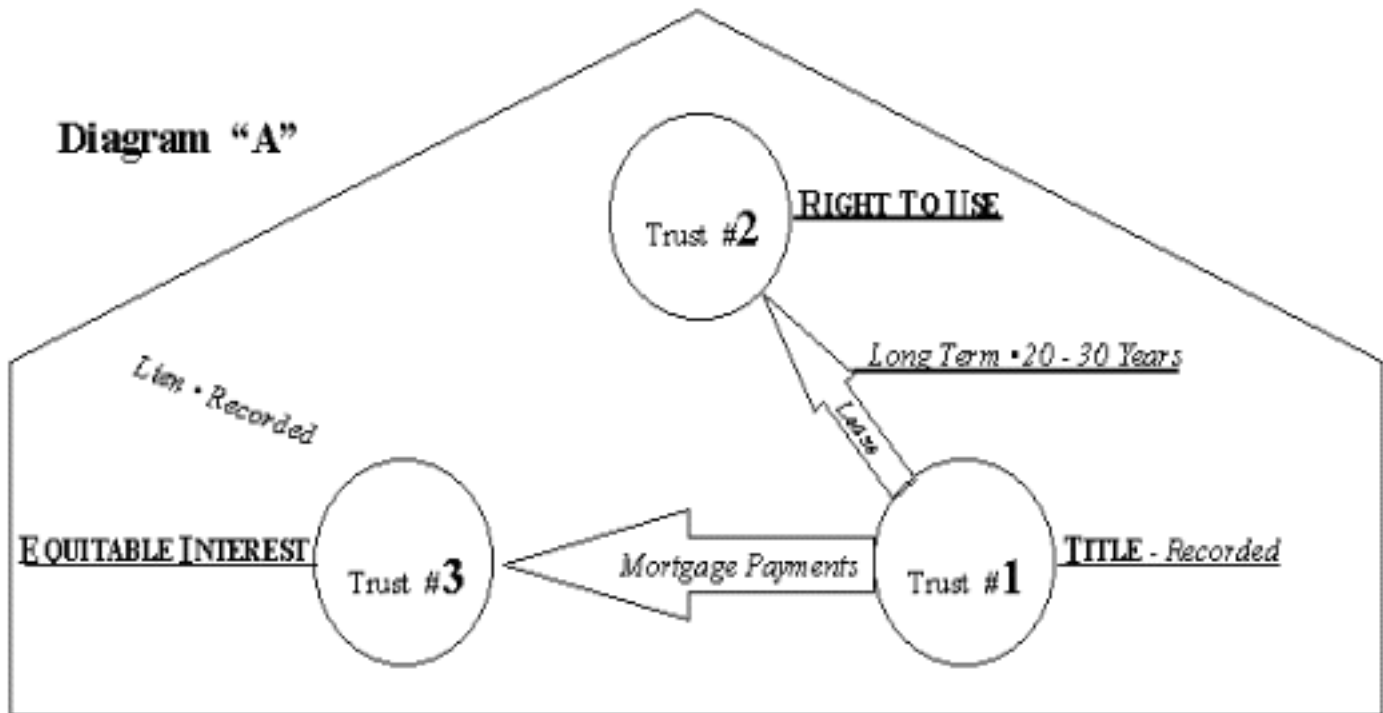 Diagram “A”
Trust #2
RIGHT TO USE
Long Term • 20 - 30 Years
Lease
Lien • Recorded
EQUITABLE INTEREST
Trust #3
Mortgage Payments
Trust #1
TITLE - Recorded